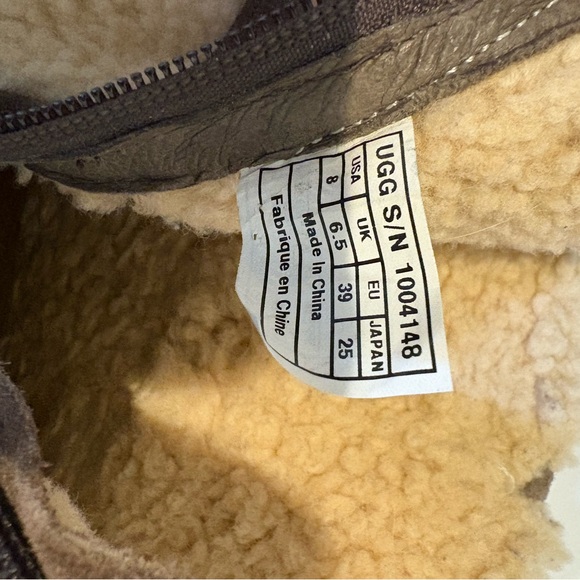 UGG S/N 1004148
USA UK EU JAPAN
8 6.5 39 25
Made In China
Fabrique en Chine